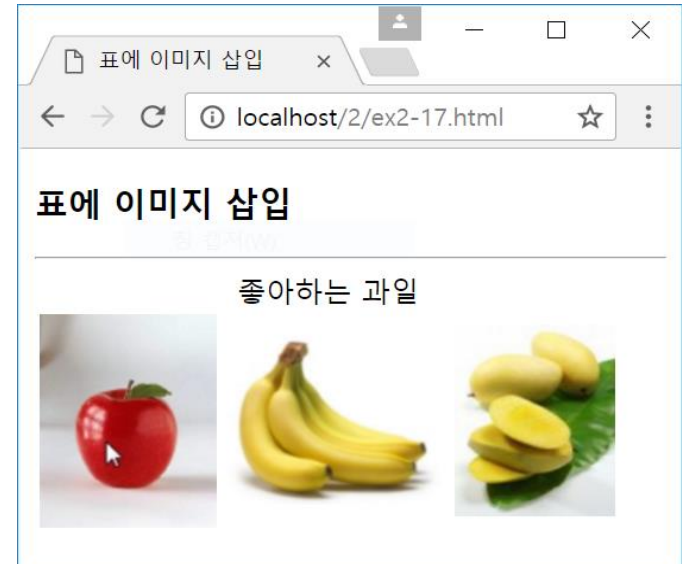 표에 이미지 삽입
localhost/2/ex2-17.html
표에 이미지 삽입
좋아하는 과일